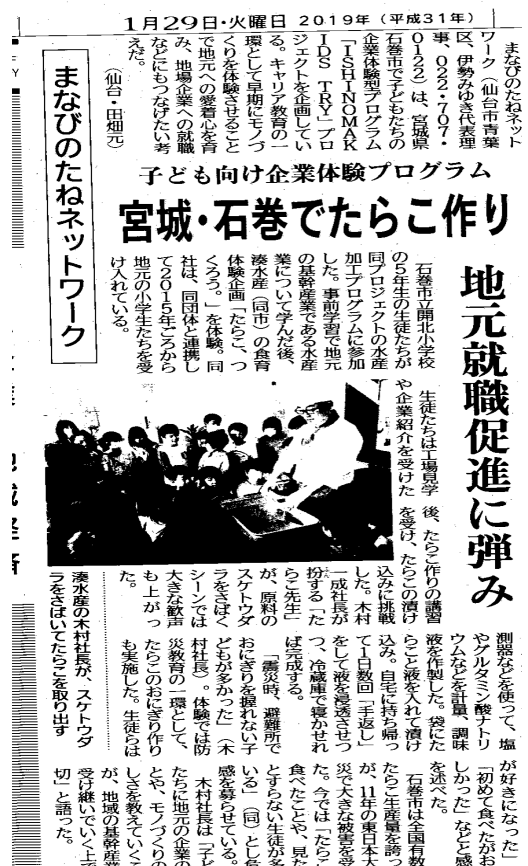 1月29日・火曜日 2019年（平成31年）
子ども向け企業体験プログラム
宮城・石巻でたらこ作り
地元就職促進に弾み
まなびのたねネットワーク
まなびのたねネット
ワーク（仙台市青葉
区、伊勢みゆき代表理
事、022・707・
0122）は、宮城県
石巻市で子どもたちの
企業体験型プログラム
「ISHINOMAK
IDS TRY」プロ
ジェクトを企画してい
る。キャリア教育の一
環として早期にモノづ
くりを体験させること
で地元への愛着心を育
み、地場企業への就職
などにもつなげたい考
えだ。
（仙台・田畑元）
石巻市立開北小学校
の5年生の生徒たちが
同プロジェクトの水産
加工プログラムに参加
した。事前学習で地元
の基幹産業である水産
業について学んだ後、
湊水産（同市）の食育
体験企画「たらこ、つ
くろう。」を体験。同
社は、同団体と連携し
て2015年ごろから
地元の小学生たちを受
け入れている。
生徒たちは工場見学
や企業紹介を受けた
後、たらこ作りの講習
を受け、たらこの漬け
込みに挑戦
した。木村
一成社長が
扮する「た
らこ先生」
が、原料の
スケトウダ
ラをさばく
シーンでは
大きな歓声
も上がっ
た。
湊水産の木村社長が、スケトウダ
ラをさばいてたらこを取り出す
測器などを使って、塩
やグルタミン酸ナトリ
ウムなどを計量、調味
液を作製した。袋にた
らこと液を入れて漬け
込み。自宅に持ち帰っ
て1日数回「手返し」
をして液を浸透させつ
つ、冷蔵庫で寝かせれ
ば完成する。
「震災時、避難所で
おにぎりを握れない子
どもが多かった」（木
村社長）。体験では防
災教育の一環として、
たらこのおにぎり作り
も実施した。生徒らは
が好きになった」
「初めて食べたがお
しかった」などと感
を述べた。
石巻市は全国有数
たらこ生産量を誇
が、11年の東日本大
災で大きな被害を受
た。今では「たらこ
食べたことや、見た
とすらない生徒が多
いる」（同）とし危
感を募らせている。
木村社長は「子ど
たちに地元の企業の
とや、モノづくりの
しさを教えていくこ
が、地域の基幹産業
受け継いでいく上で
切」と語った。